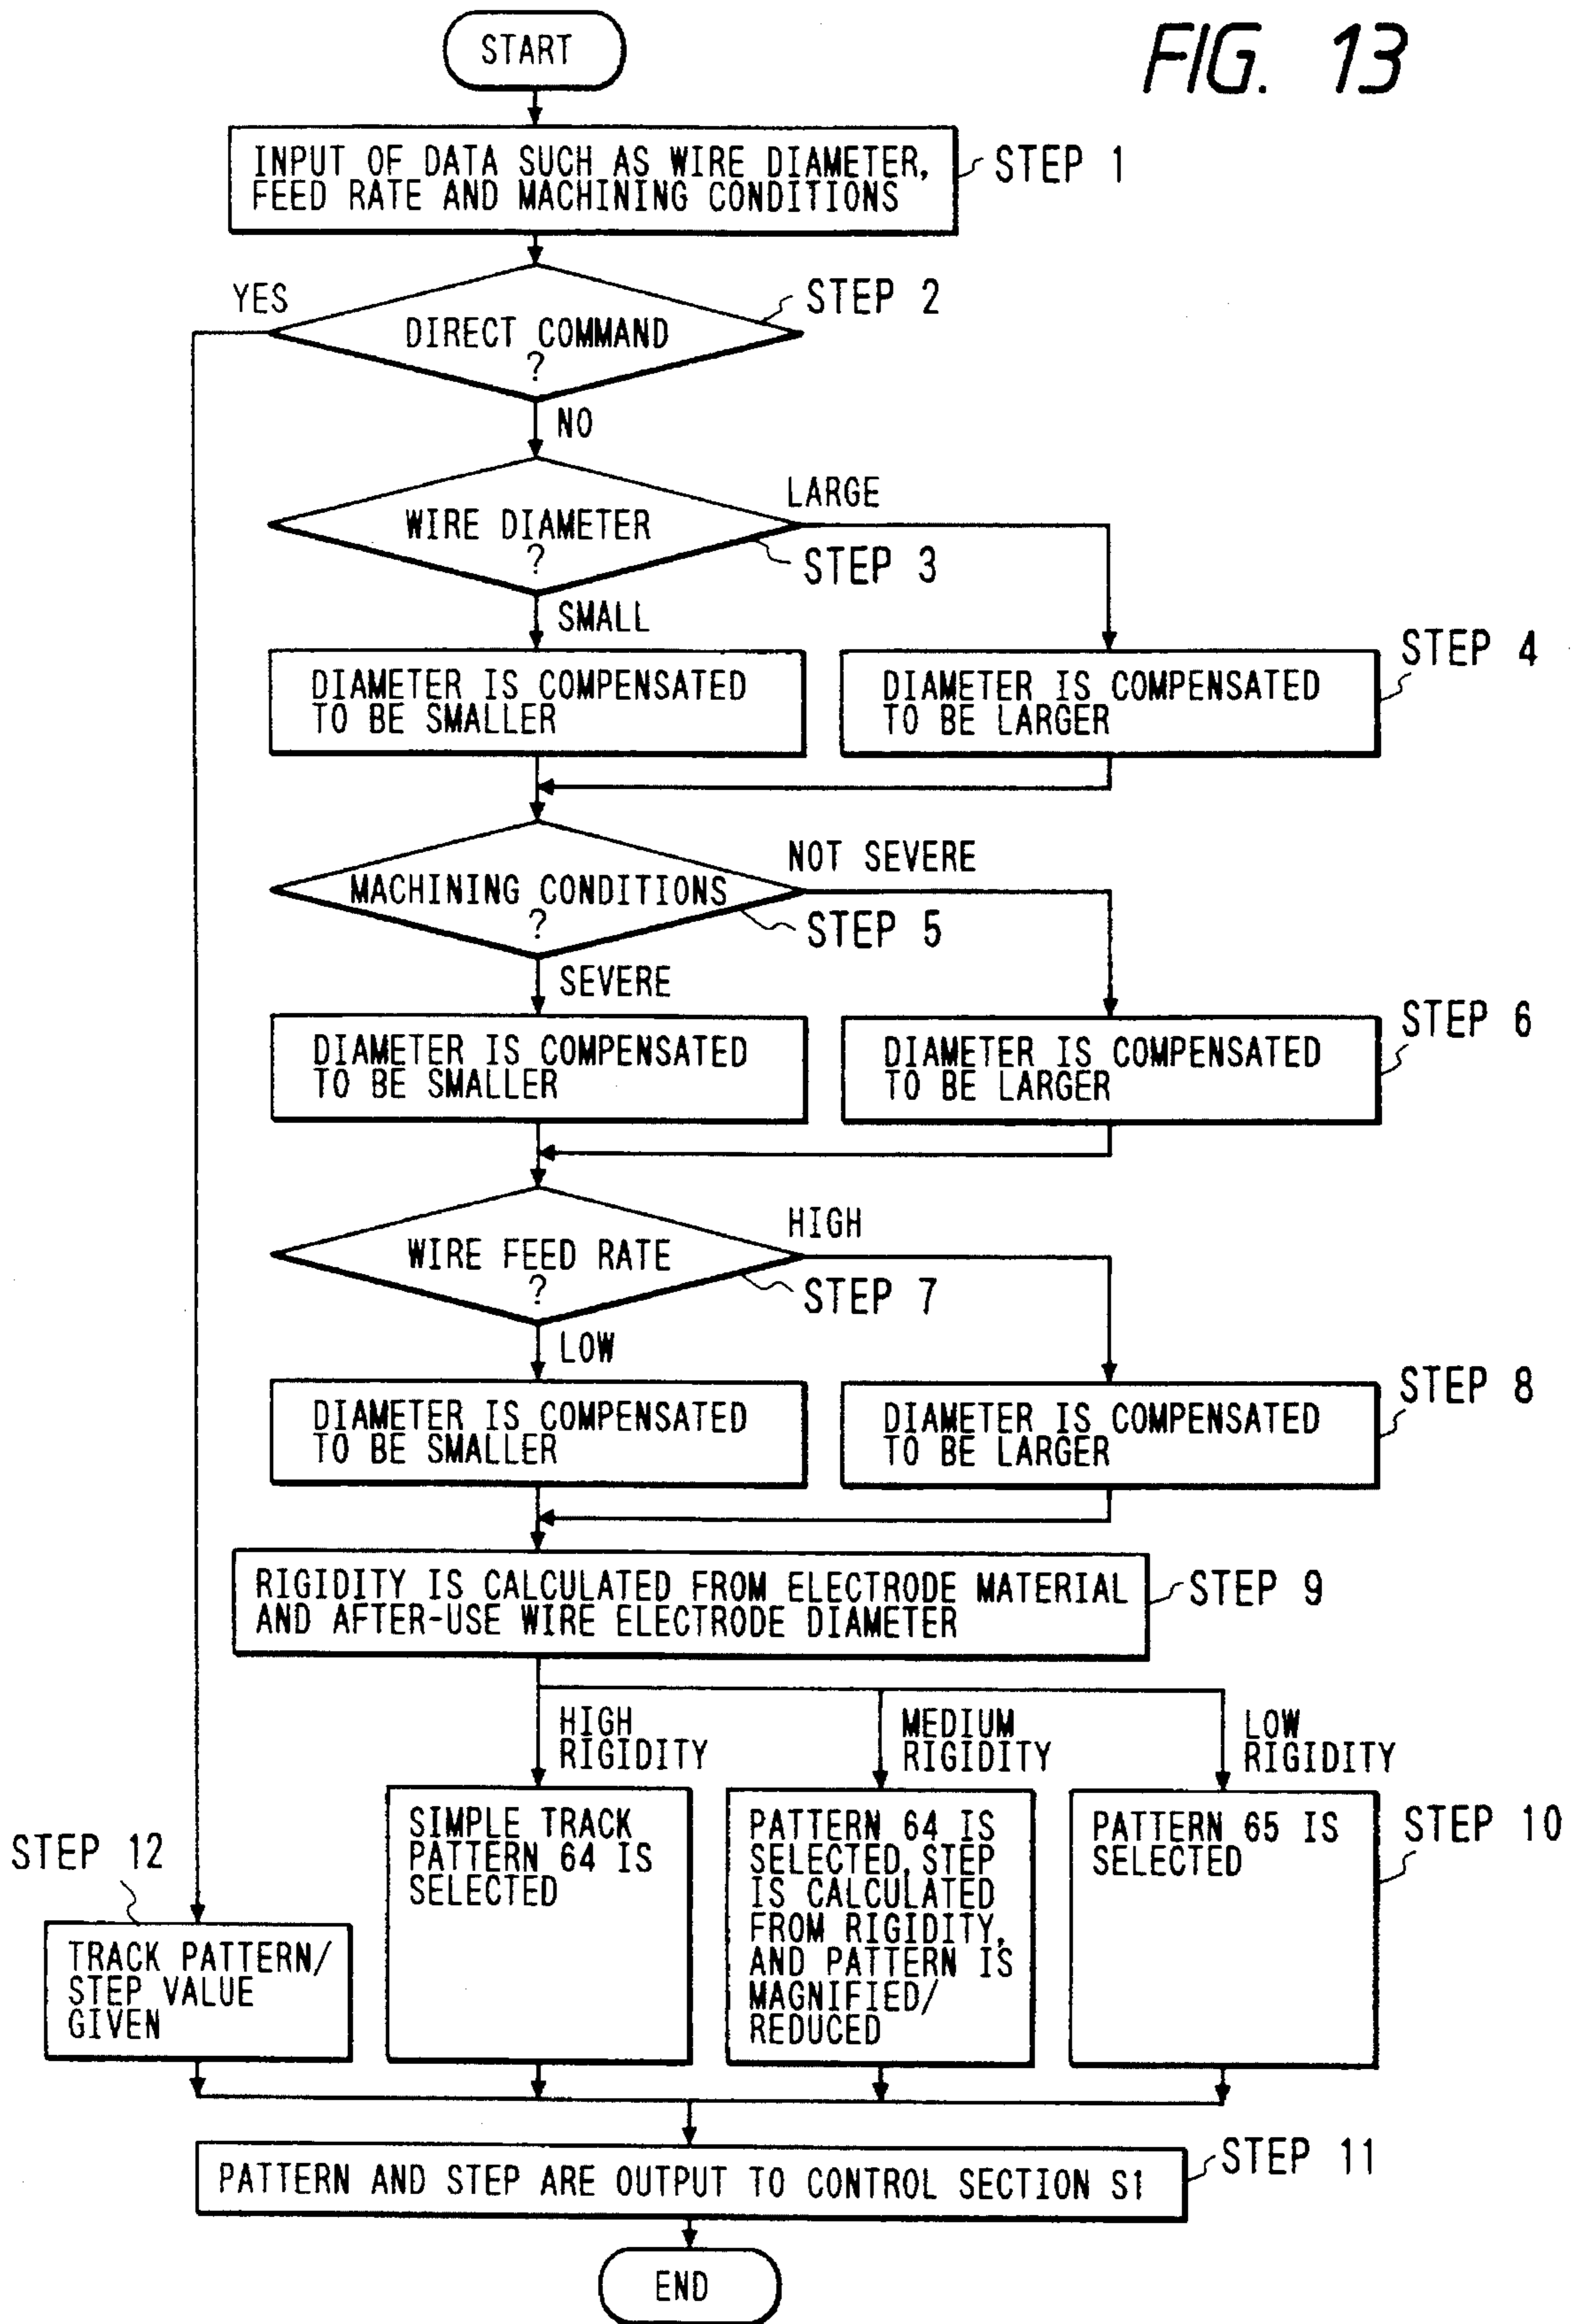 FIG. 13
START
INPUT OF DATA SUCH AS WIRE DIAMETER,
FEED RATE AND MACHINING CONDITIONS
STEP 1
YES
DIRECT COMMAND
?
STEP 2
NO
WIRE DIAMETER
?
LARGE
STEP 3
SMALL
DIAMETER IS COMPENSATED
TO BE SMALLER
DIAMETER IS COMPENSATED
TO BE LARGER
STEP 4
MACHINING CONDITIONS
?
NOT SEVERE
STEP 5
SEVERE
DIAMETER IS COMPENSATED
TO BE SMALLER
DIAMETER IS COMPENSATED
TO BE LARGER
STEP 6
WIRE FEED RATE
?
HIGH
STEP 7
LOW
DIAMETER IS COMPENSATED
TO BE SMALLER
DIAMETER IS COMPENSATED
TO BE LARGER
STEP 8
RIGIDITY IS CALCULATED FROM ELECTRODE MATERIAL
AND AFTER-USE WIRE ELECTRODE DIAMETER
STEP 9
HIGH
RIGIDITY
MEDIUM
RIGIDITY
LOW
RIGIDITY
STEP 12
TRACK PATTERN/
STEP VALUE
GIVEN
SIMPLE TRACK
PATTERN 64 IS
SELECTED
PATTERN 64 IS
SELECTED, STEP
IS CALCULATED
FROM RIGIDITY,
AND PATTERN IS
MAGNIFIED/
REDUCED
PATTERN 65 IS
SELECTED
STEP 10
PATTERN AND STEP ARE OUTPUT TO CONTROL SECTION S1
STEP 11
END